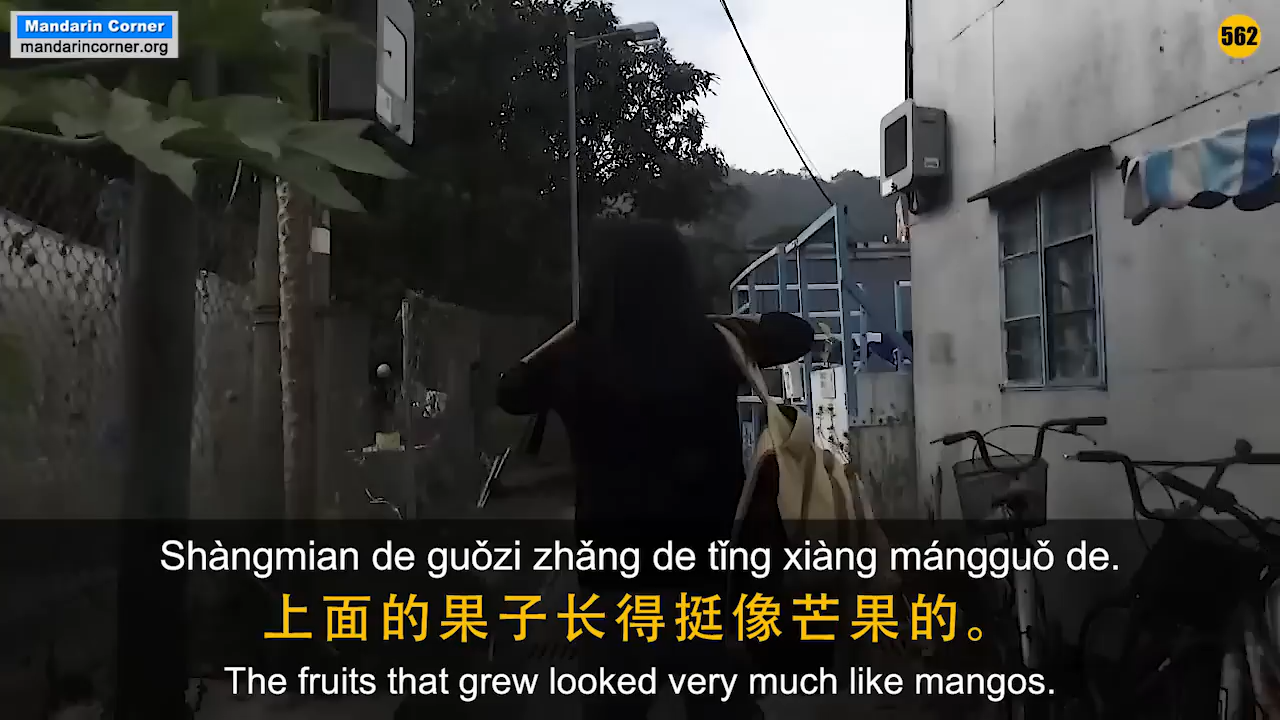 Mandarin Corner
mandarincorner.org
562
Shàngmian de guǒzi zhǎng de tǐng xiàng mángguǒ de.
上面的果子长得挺像芒果的。
The fruits that grew looked very much like mangos.